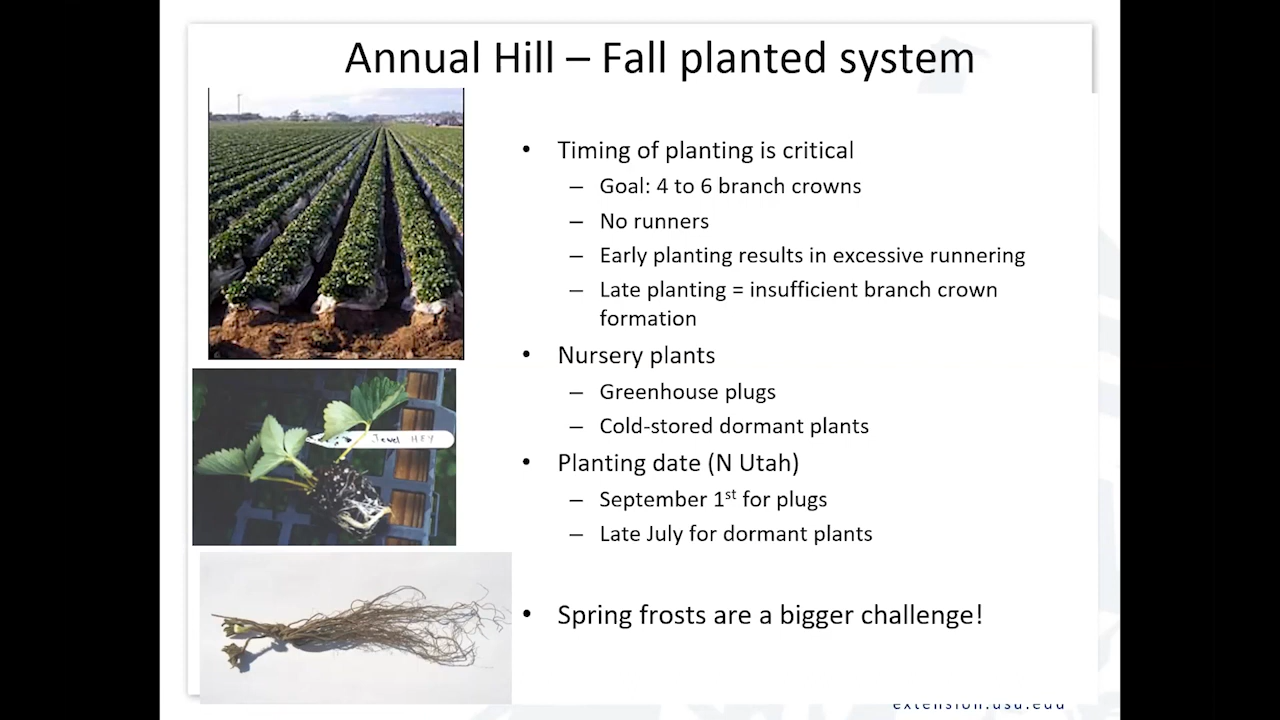 Annual Hill – Fall planted system
• Timing of planting is critical
– Goal: 4 to 6 branch crowns
– No runners
– Early planting results in excessive runnering
– Late planting = insufficient branch crown
formation
• Nursery plants
– Greenhouse plugs
– Cold-stored dormant plants
• Planting date (N Utah)
– September 1st for plugs
– Late July for dormant plants
• Spring frosts are a bigger challenge!
Jewel
extension.usu.edu